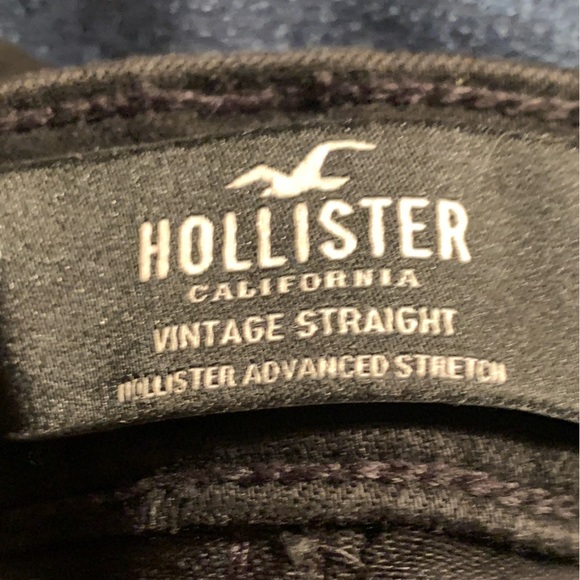 HOLLISTER
CALIFORNIA
VINTAGE STRAIGHT
HOLLISTER ADVANCED STRETCH